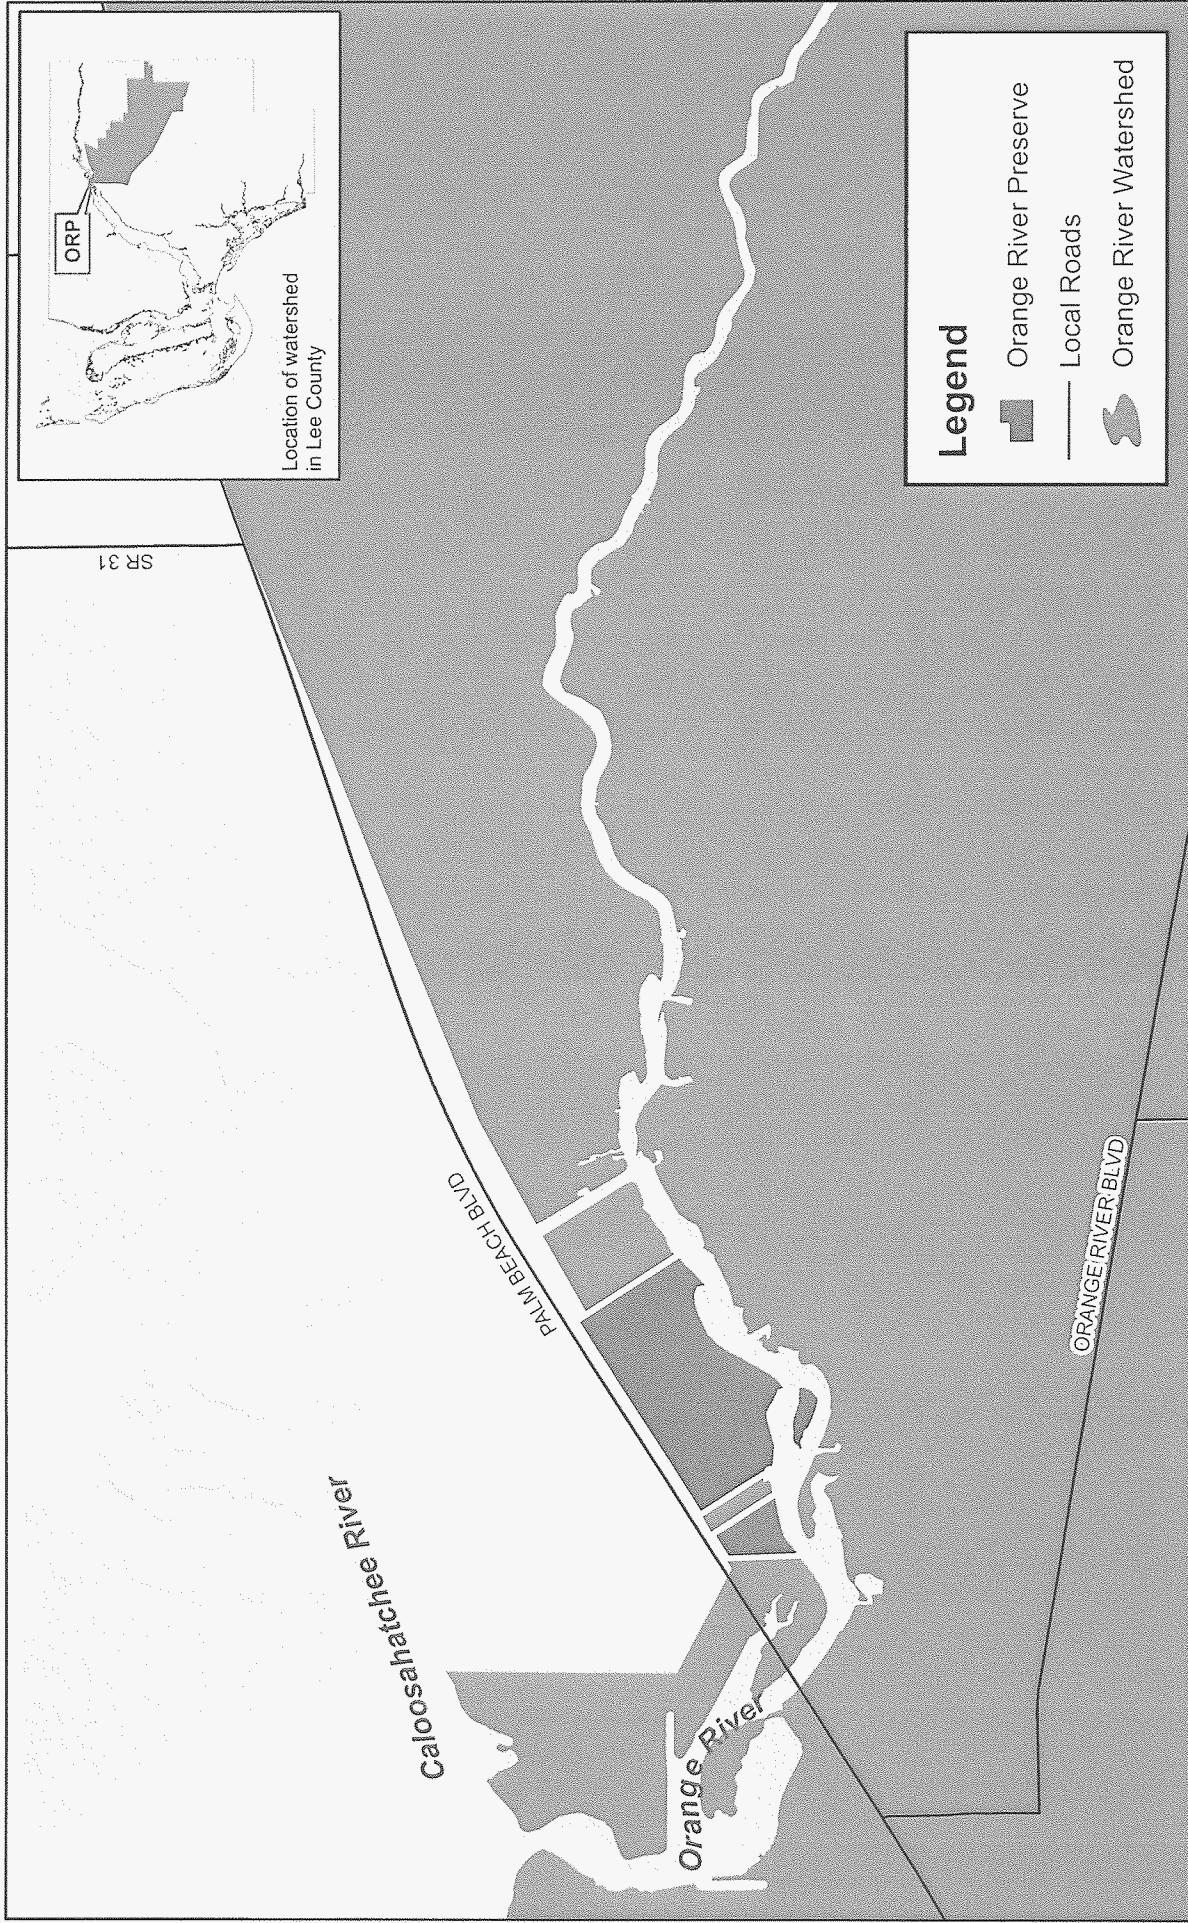 ORP
Location of watershed
in Lee County
SR 31
PALM BEACH BLVD
Caloosahatchee River
Orange River
ORANGE RIVER BLVD
Legend
Orange River Preserve
Local Roads
Orange River Watershed